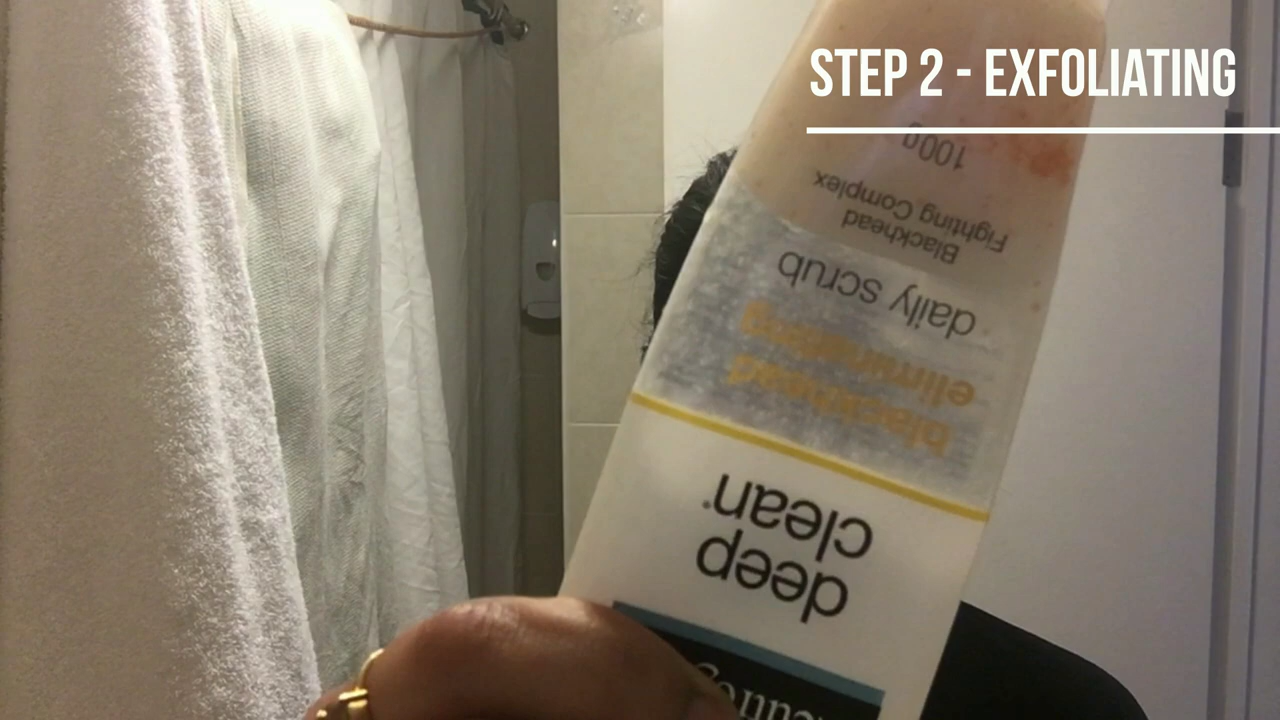 STEP 2 - EXFOLIATING
deep
clean
blackhead
eliminating
daily scrub
Blackhead
Fighting Complex
100g